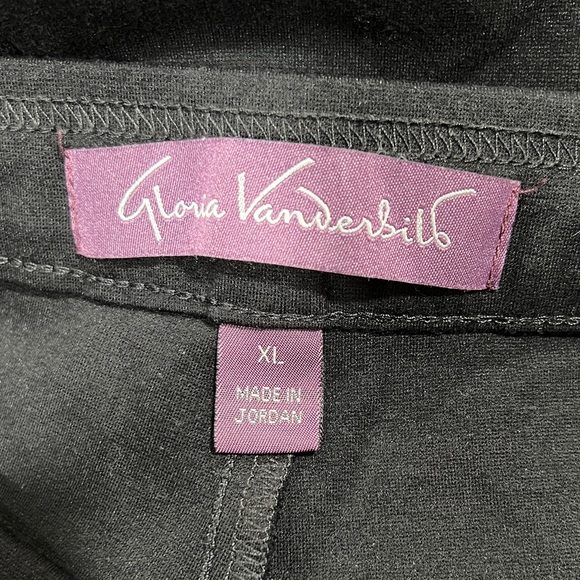 Gloria Vanderbilt
XL
MADE IN
JORDAN